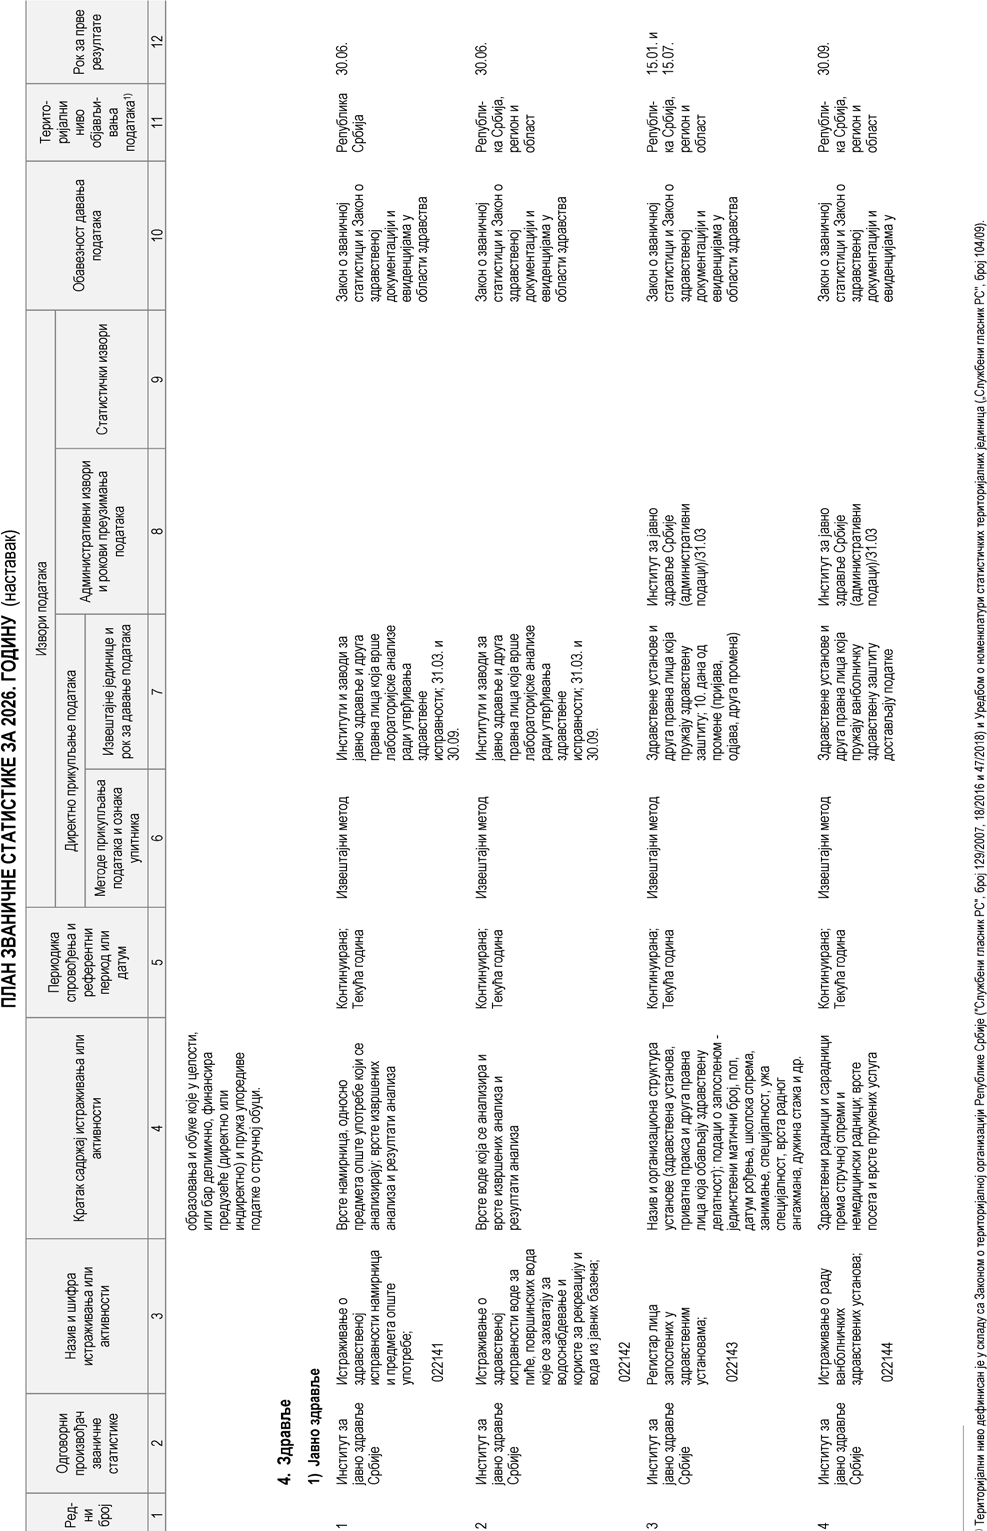 ПЛАН ЗВАНИЧНЕ СТАТИСТИКЕ ЗА 2026. ГОДИНУ (наставак)
Ред-
ни
број
Одговорни
произвођач
званичне
статистике
Назив и шифра
истраживања или
активности
Кратак садржај истраживања или
активности
Периодика
спровођења и
референтни
период или
датум
Извори података
Директно прикупљање података
Методе прикупљања
података и ознака
упитника
Извештајне јединице и
рок за давање података
Административни извори
и рокови преузимања
података
Статистички извори
Обавезност давања
података
Терито-
ријални
ниво
објављи-
вања
података1)
Рок за прве
резултате
1 2 3 4 5 6 7 8 9 10 11 12
образовања и обуке које у целости,
или бар делимично, финансира
предузеће (директно или
индиректно) и пружа упоредиве
податке о стручној обуци.
4. Здравље
1) Јавно здравље
1
Институт за
јавно здравље
Србије
Истраживање о
здравственој
исправности намирница
и предмета опште
употребе;
022141
Врсте намирница, односно
предмета опште употребе који се
анализирају; врсте извршених
анализа и резултати анализа
Континуирана;
Текућа година
Извештајни метод
Институти и заводи за
јавно здравље и друга
правна лица која врше
лабораторијске анализе
ради утврђивања
здравствене
исправности; 31.03. и
30.09.
Закон о званичној
статистици и Закон о
здравственој
документацији и
евиденцијама у
области здравства
Република
Србија
30.06.
2
Институт за
јавно здравље
Србије
Истраживање о
здравственој
исправности воде за
пиће, површинских вода
које се захватају за
водоснабдевање и
користе за рекреацију и
вода из јавних базена;
022142
Врсте воде која се анализира и
врсте извршених анализа и
резултати анализа
Континуирана;
Текућа година
Извештајни метод
Институти и заводи за
јавно здравље и друга
правна лица која врше
лабораторијске анализе
ради утврђивања
здравствене
исправности; 31.03. и
30.09.
Закон о званичној
статистици и Закон о
здравственој
документацији и
евиденцијама у
области здравства
Републи-
ка Србија,
регион и
област
30.06.
3
Институт за
јавно здравље
Србије
Регистар лица
запослених у
здравственим
установама;
022143
Назив и организациона структура
установе (здравствена установа,
приватна пракса и друга правна
лица која обављају здравствену
делатност); подаци о запосленом -
јединствени матични број, пол,
датум рођења, школска спрема,
занимање, специјалност, ужа
специјалност, врста радног
ангажмана, дужина стажа и др.
Континуирана;
Текућа година
Извештајни метод
Здравствене установе и
друга правна лица која
пружају здравствену
заштиту; 10. дана од
промене (пријава,
одјава, друга промена)
Институт за јавно
здравље Србије
(административни
подаци)/31.03
Закон о званичној
статистици и Закон о
здравственој
документацији и
евиденцијама у
области здравства
Републи-
ка Србија,
регион и
област
15.01. и
15.07.
4
Институт за
јавно здравље
Србије
Истраживање о раду
ванболничких
здравствених установа;
022144
Здравствени радници и сарадници
према стручној спреми и
немедицински радници; врсте
посета и врсте пружених услуга
Континуирана;
Текућа година
Извештајни метод
Здравствене установе и
друга правна лица која
пружају ванболничку
здравствену заштиту
достављају податке
Институт за јавно
здравље Србије
(административни
подаци)/31.03
Закон о званичној
статистици и Закон о
здравственој
документацији и
евиденцијама у
Републи-
ка Србија,
регион и
област
30.09.
) Територијални ниво дефинисан је у складу са Законом о територијалној организацији Републике Србије ("Службени гласник РС", број 129/2007, 18/2016 и 47/2018) и Уредбом о номенклатури статистичких територијалних јединица („Службени гласник РС", број 104/09).